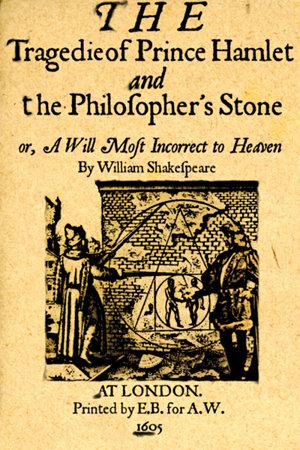 THE
Tragedie of Prince Hamlet
and
the Philoſopher's Stone
or, A Will Moſt Incorrect to Heaven
By William Shakeſpeare
AT LONDON.
Printed by E.B. for A.W.
1605